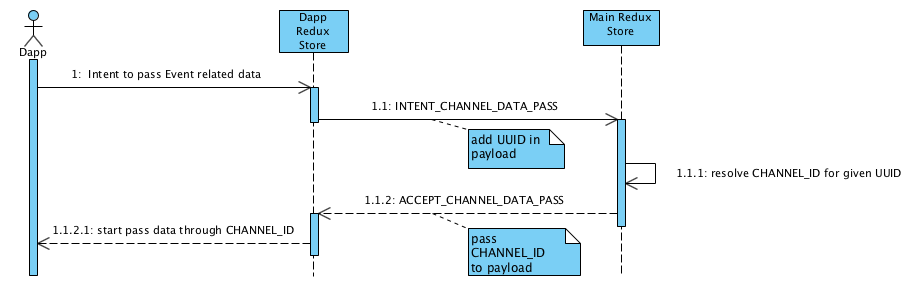 Dapp
Dapp
Redux
Store
Main Redux
Store
1:  Intent to pass Event related data
1.1: INTENT_CHANNEL_DATA_PASS
add UUID in
payload
1.1.1: resolve CHANNEL_ID for given UUID
1.1.2: ACCEPT_CHANNEL_DATA_PASS
1.1.2.1: start pass data through CHANNEL_ID
pass
CHANNEL_ID
to payload